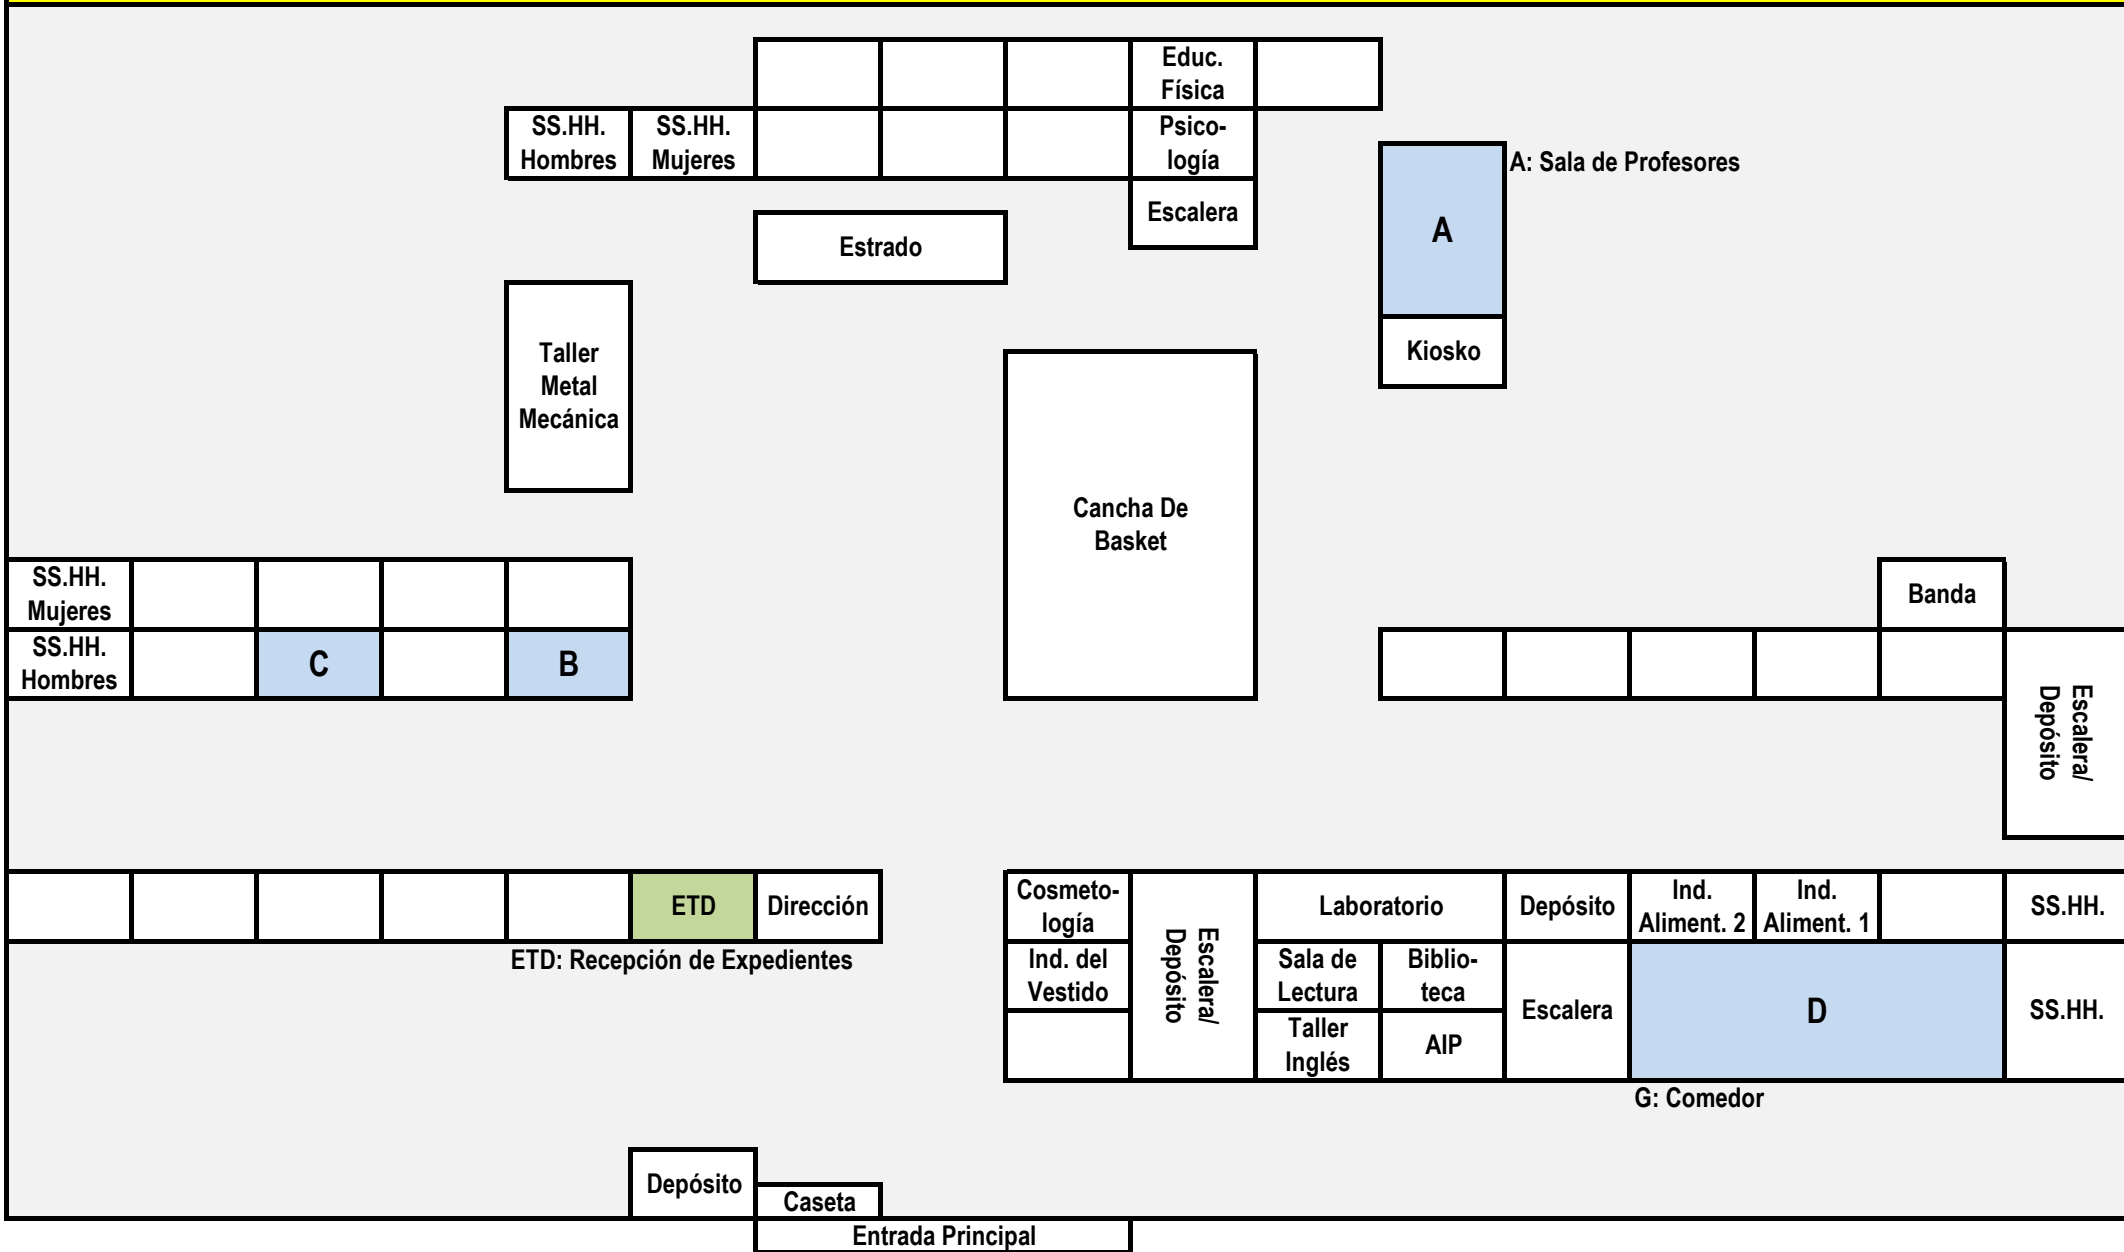 Educ.
Física
SS.HH.
Hombres
SS.HH.
Mujeres
Psico-
logía
A: Sala de Profesores
Escalera
A
Estrado
Taller
Metal
Mecánica
Kiosko
Cancha De
Basket
SS.HH.
Mujeres
Banda
SS.HH.
Hombres
C
B
Escalera/
Depósito
ETD
Dirección
Cosmeto-
logía
Escalera/
Depósito
Laboratorio
Depósito
Ind.
Aliment. 2
Ind.
Aliment. 1
SS.HH.
ETD: Recepción de Expedientes
Ind. del
Vestido
Sala de
Lectura
Biblio-
teca
Escalera
D
SS.HH.
Taller
Inglés
AIP
G: Comedor
Depósito
Caseta
Entrada Principal